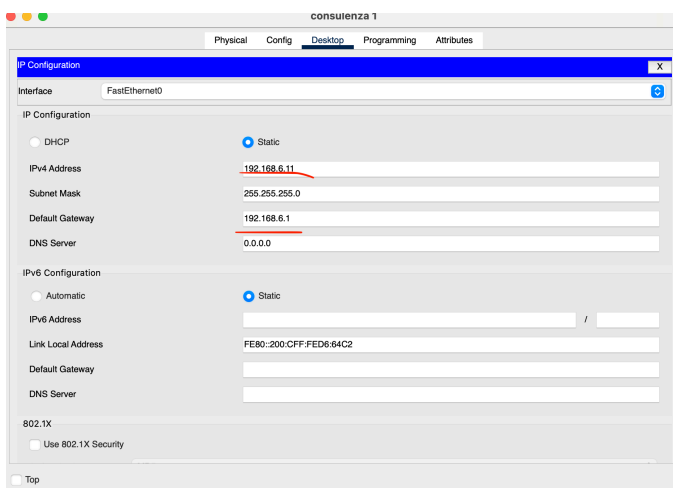 consulenza 1
Physical Config Desktop Programming Attributes
IP Configuration X
Interface FastEthernet0
IP Configuration
DHCP Static
IPv4 Address 192.168.6.11
Subnet Mask 255.255.255.0
Default Gateway 192.168.6.1
DNS Server 0.0.0.0
IPv6 Configuration
Automatic Static
IPv6 Address /
Link Local Address FE80::200:CFF:FED6:64C2
Default Gateway
DNS Server
802.1X
Use 802.1X Security
Top